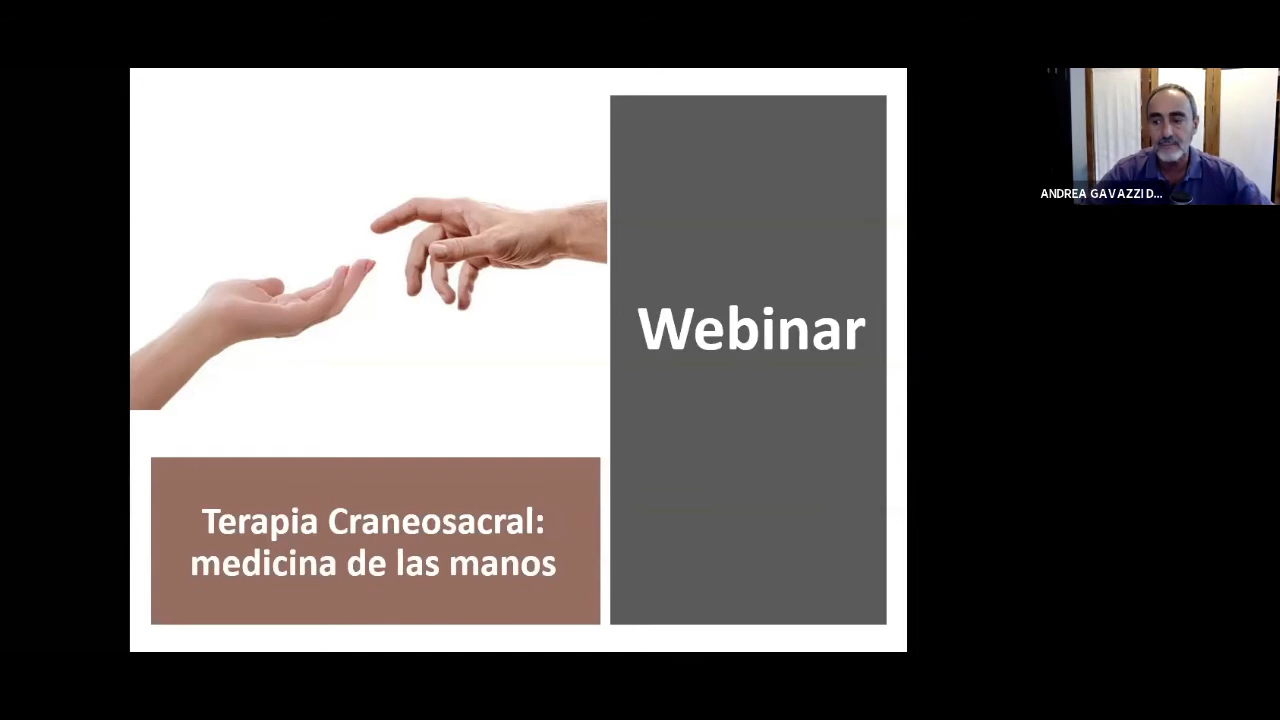 Webinar
Terapia Craneosacral:
medicina de las manos
ANDREA GAVAZZI D...